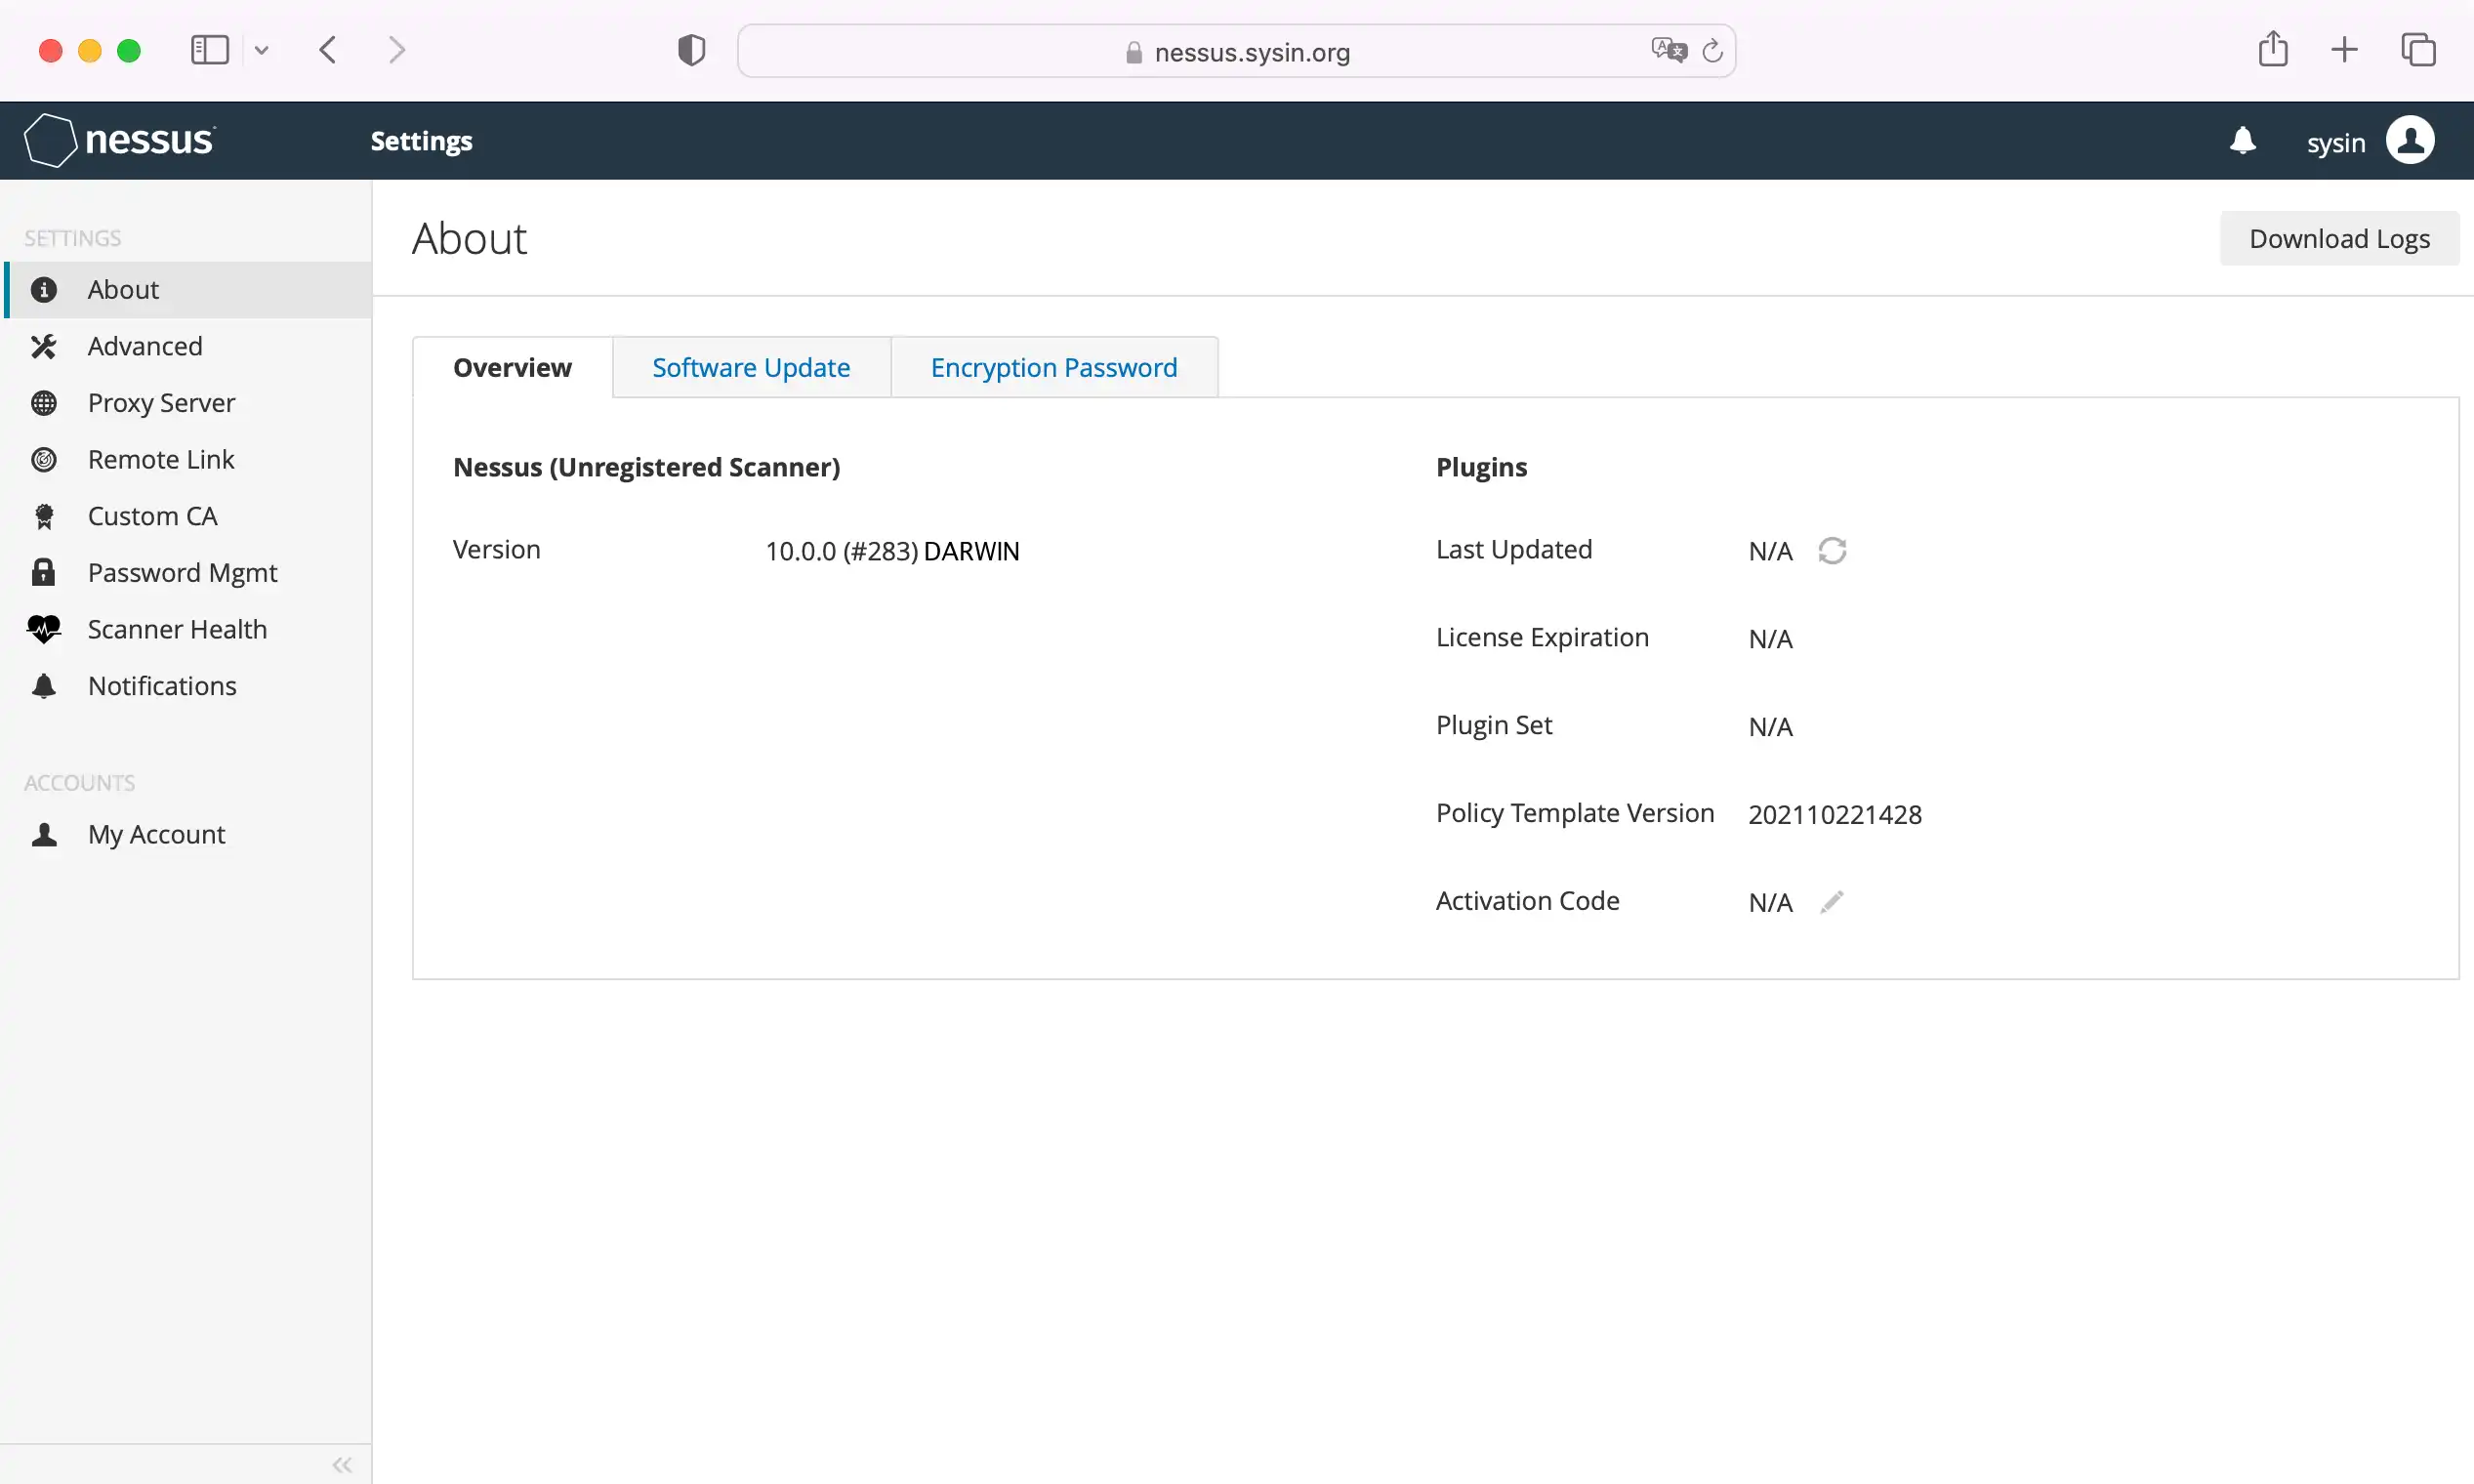 nessus.sysin.org
nessus
Settings
sysin
SETTINGS
About
Advanced
Proxy Server
Remote Link
Custom CA
Password Mgmt
Scanner Health
Notifications
ACCOUNTS
My Account
About
Download Logs
Overview
Software Update
Encryption Password
Nessus (Unregistered Scanner)
Version
10.0.0 (#283) DARWIN
Plugins
Last Updated
N/A
License Expiration
N/A
Plugin Set
N/A
Policy Template Version
202110221428
Activation Code
N/A